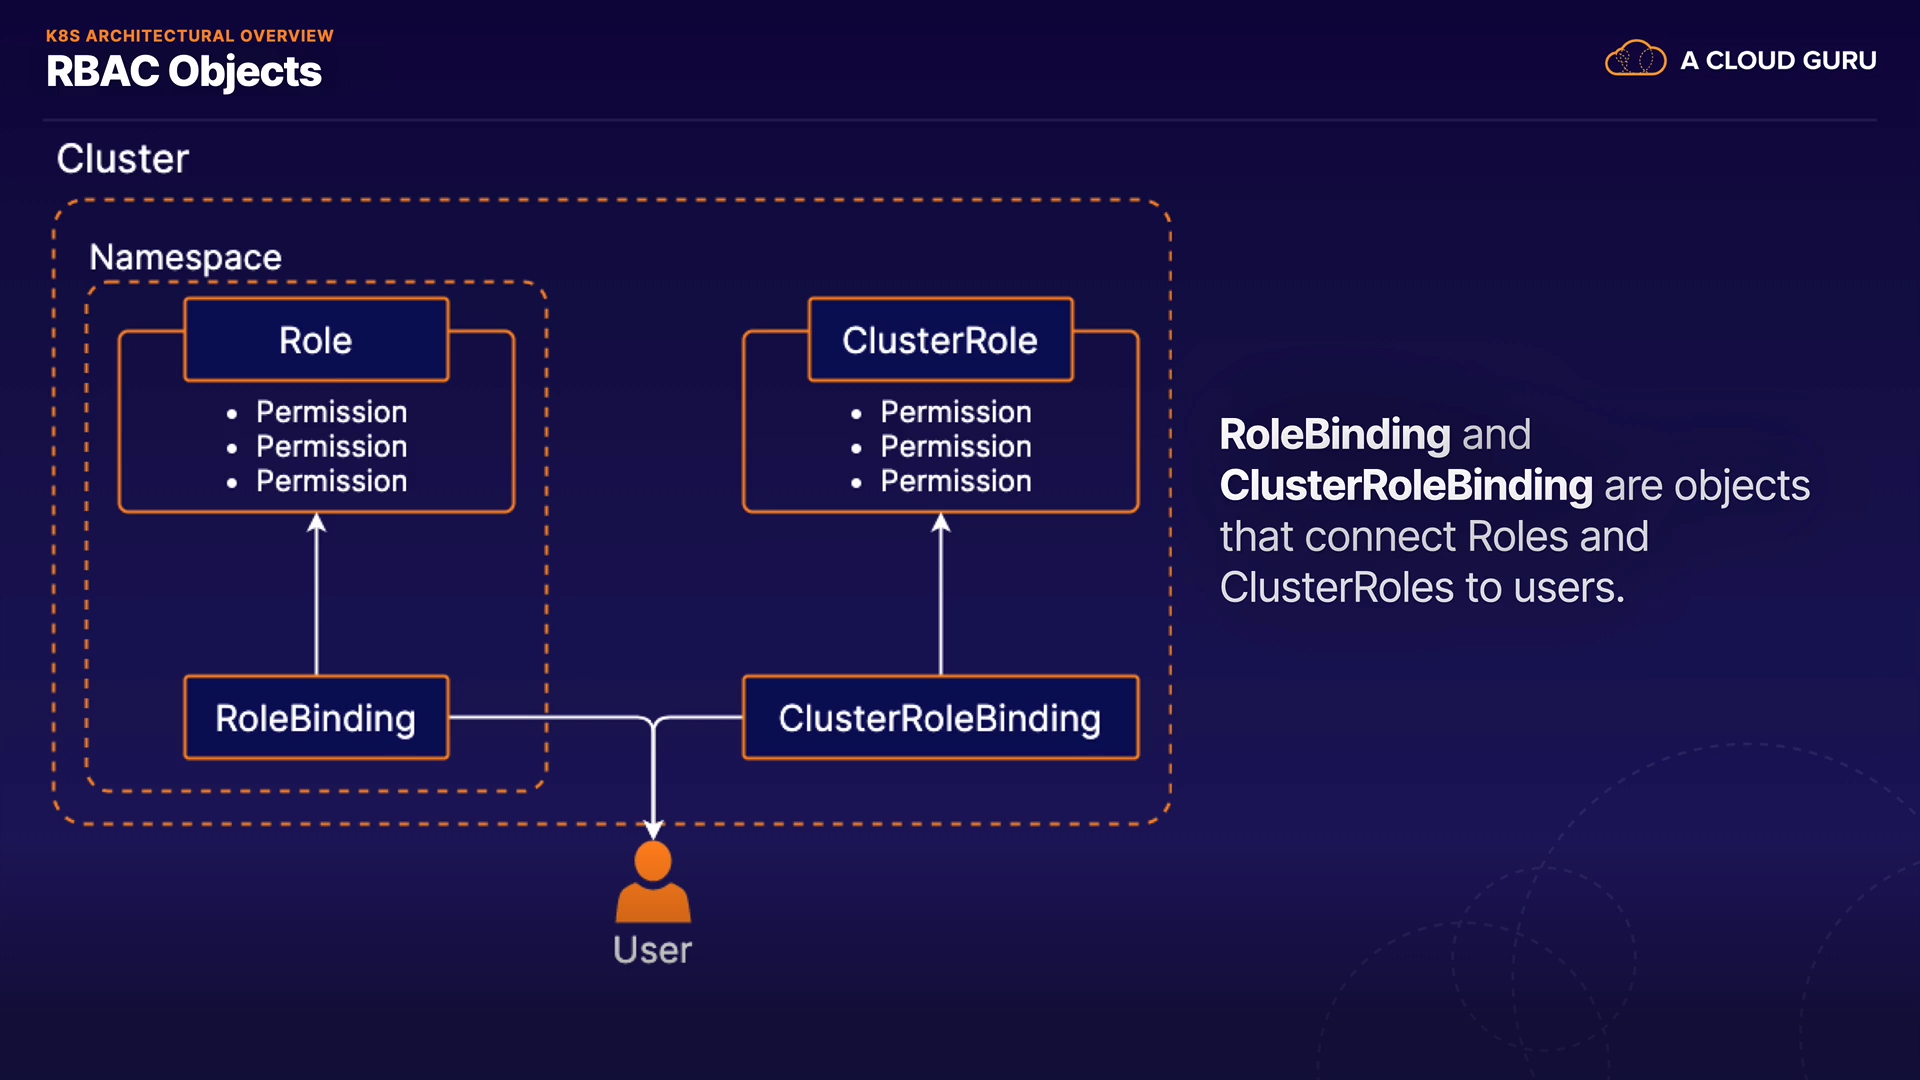 K8S ARCHITECTURAL OVERVIEW
RBAC Objects
A CLOUD GURU
Cluster
Namespace
Role
• Permission
• Permission
• Permission
ClusterRole
• Permission
• Permission
• Permission
RoleBinding
ClusterRoleBinding
User
RoleBinding and
ClusterRoleBinding are objects
that connect Roles and
ClusterRoles to users.